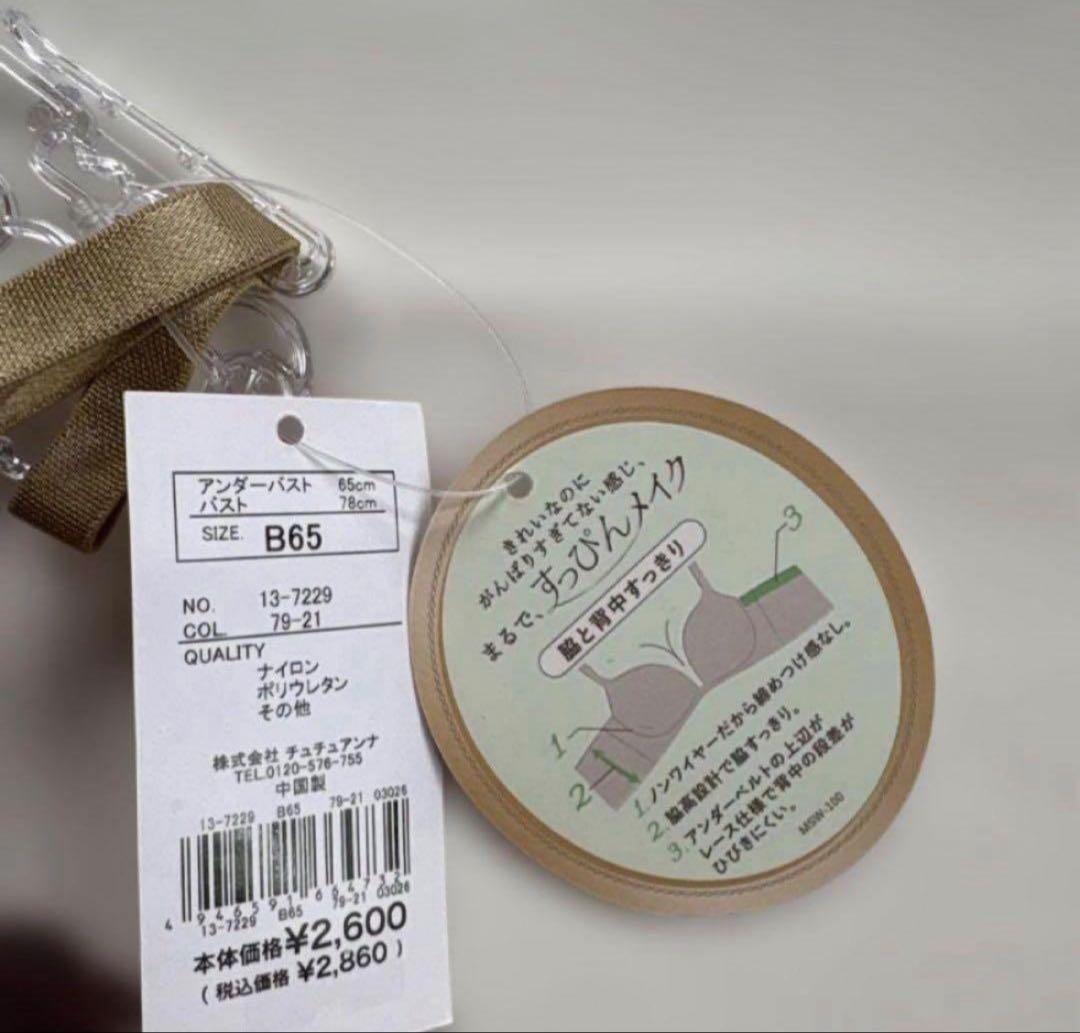 アンダーバスト 65cm
バスト 78cm
SIZE. B65
NO. 13-7229
COL. 79-21
QUALITY
ナイロン
ポリウレタン
その他
株式会社 チュチュアンナ
TEL.0120-576-755
中国製
13-7229 B65 79-21 03026
4 946591 664732
13-7229 B65 79-21 03026
本体価格¥2,600
(税込価格 ¥2,860)
きれいなのに
がんばりすぎてない感じ、
まるで、すっぴんメイク
脇と背中すっきり
3
1
2
1.ノンワイヤーだから締めつけ感なし。
2.脇高設計で脇すっきり。
3.アンダーベルトの上辺が
レース仕様で背中の段差が
ひびきにくい。
MSW-100